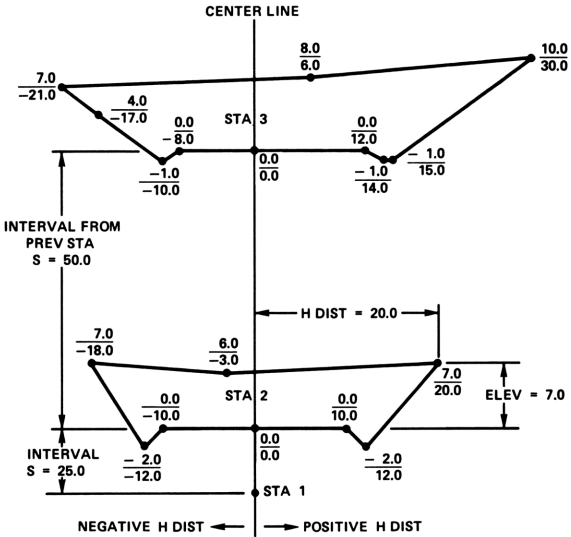 CENTER LINE
8.0
6.0
10.0
30.0
7.0
-21.0
4.0
-17.0
0.0
-8.0
STA 3
0.0
12.0
-1.0
-10.0
0.0
0.0
- 1.0
14.0
- 1.0
15.0
INTERVAL FROM
PREV STA
S = 50.0
H DIST = 20.0
7.0
-18.0
6.0
-3.0
7.0
20.0
ELEV = 7.0
0.0
-10.0
STA 2
0.0
10.0
0.0
0.0
INTERVAL
S = 25.0
- 2.0
-12.0
- 2.0
12.0
STA 1
NEGATIVE H DIST
POSITIVE H DIST